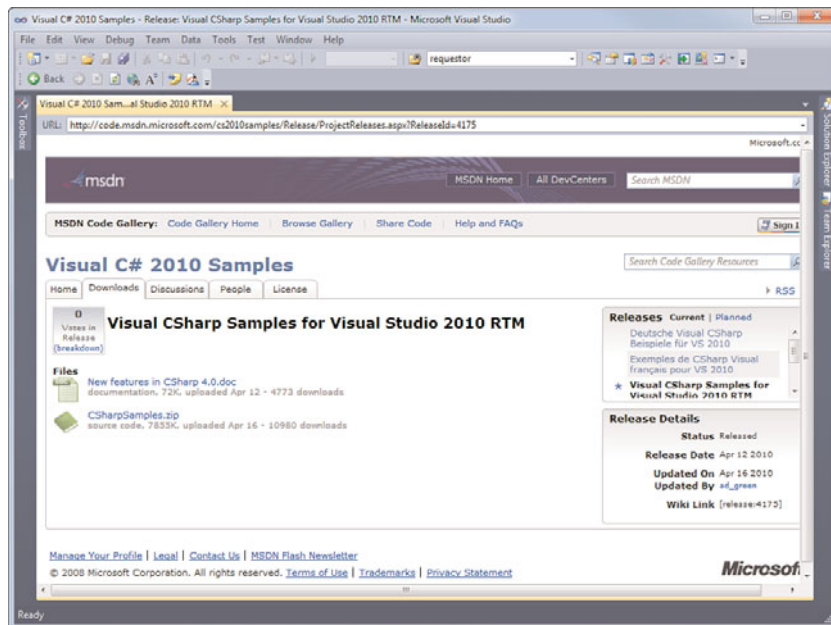 Visual C# 2010 Samples - Release: Visual CSharp Samples for Visual Studio 2010 RTM - Microsoft Visual Studio
File Edit View Debug Team Data Tools Test Window Help
requestor
Back
Visual C# 2010 Sam...al Studio 2010 RTM
URL: http://code.msdn.microsoft.com/cs2010samples/Release/ProjectReleases.aspx?ReleaseId=4175
Toolbox
Solution Explorer
Team Explorer
Microsoft.cc
msdn
MSDN Home All DevCenters Search MSDN
MSDN Code Gallery: Code Gallery Home Browse Gallery Share Code Help and FAQs Sign I
Visual C# 2010 Samples
Search Code Gallery Resources
Home Downloads Discussions People License
RSS
0
Votes in
Release
(breakdown)
Visual CSharp Samples for Visual Studio 2010 RTM
Files
New features in CSharp 4.0.doc
documentation, 72K, uploaded Apr 12 - 4773 downloads
CSharpSamples.zip
source code, 7855K, uploaded Apr 16 - 10980 downloads
Releases Current | Planned
Deutsche Visual CSharp
Beispiele für VS 2010
Exemples de CSharp Visual
français pour VS 2010
Visual CSharp Samples for
Visual Studio 2010 RTM
Release Details
Status Released
Release Date Apr 12 2010
Updated On Apr 16 2010
Updated By ad_green
Wiki Link [release:4175]
Manage Your Profile | Legal | Contact Us | MSDN Flash Newsletter
© 2008 Microsoft Corporation. All rights reserved. Terms of Use | Trademarks | Privacy Statement
Microsoft
Ready